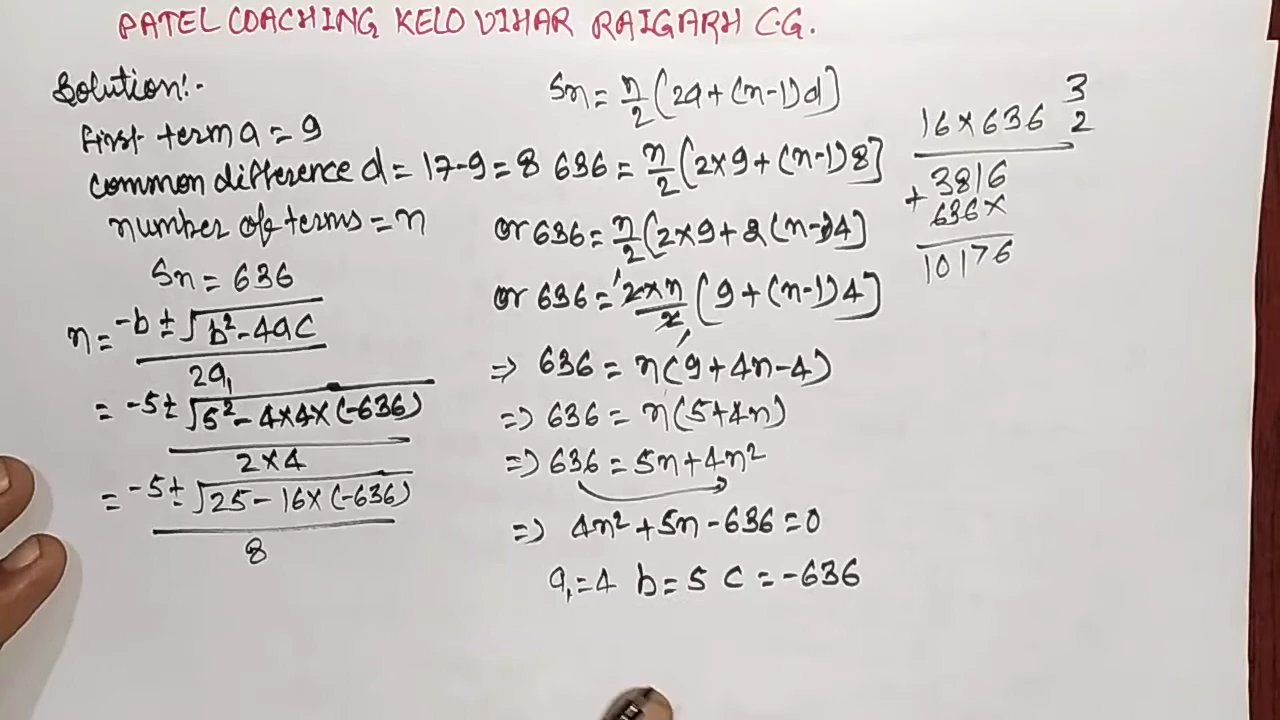 PATEL COACHING KELO VIHAR RAIGARH C.G.
Solution:-
First term a = 9
common difference d = 17-9 = 8
number of terms = n
Sn = 636
n = -b ± √b² - 4ac / 2a₁
= -5 ± √5² - 4×4×(-636) / 2×4
= -5 ± √25 - 16×(-636) / 8
Sn = n/2 (2a + (n-1)d]
636 = n/2 (2×9 + (n-1)8]
or 636 = n/2 (2×9 + 2(n-1)4]
or 636 = 2×n/2 (9 + (n-1)4]
⇒ 636 = n(9+4n-4)
⇒ 636 = n(5+4n)
⇒ 636 = 5n+4n²
⇒ 4n²+5n-636=0
a₁=4 b=5 c=-636
3
16×636 2
3816
+ 636×
10176